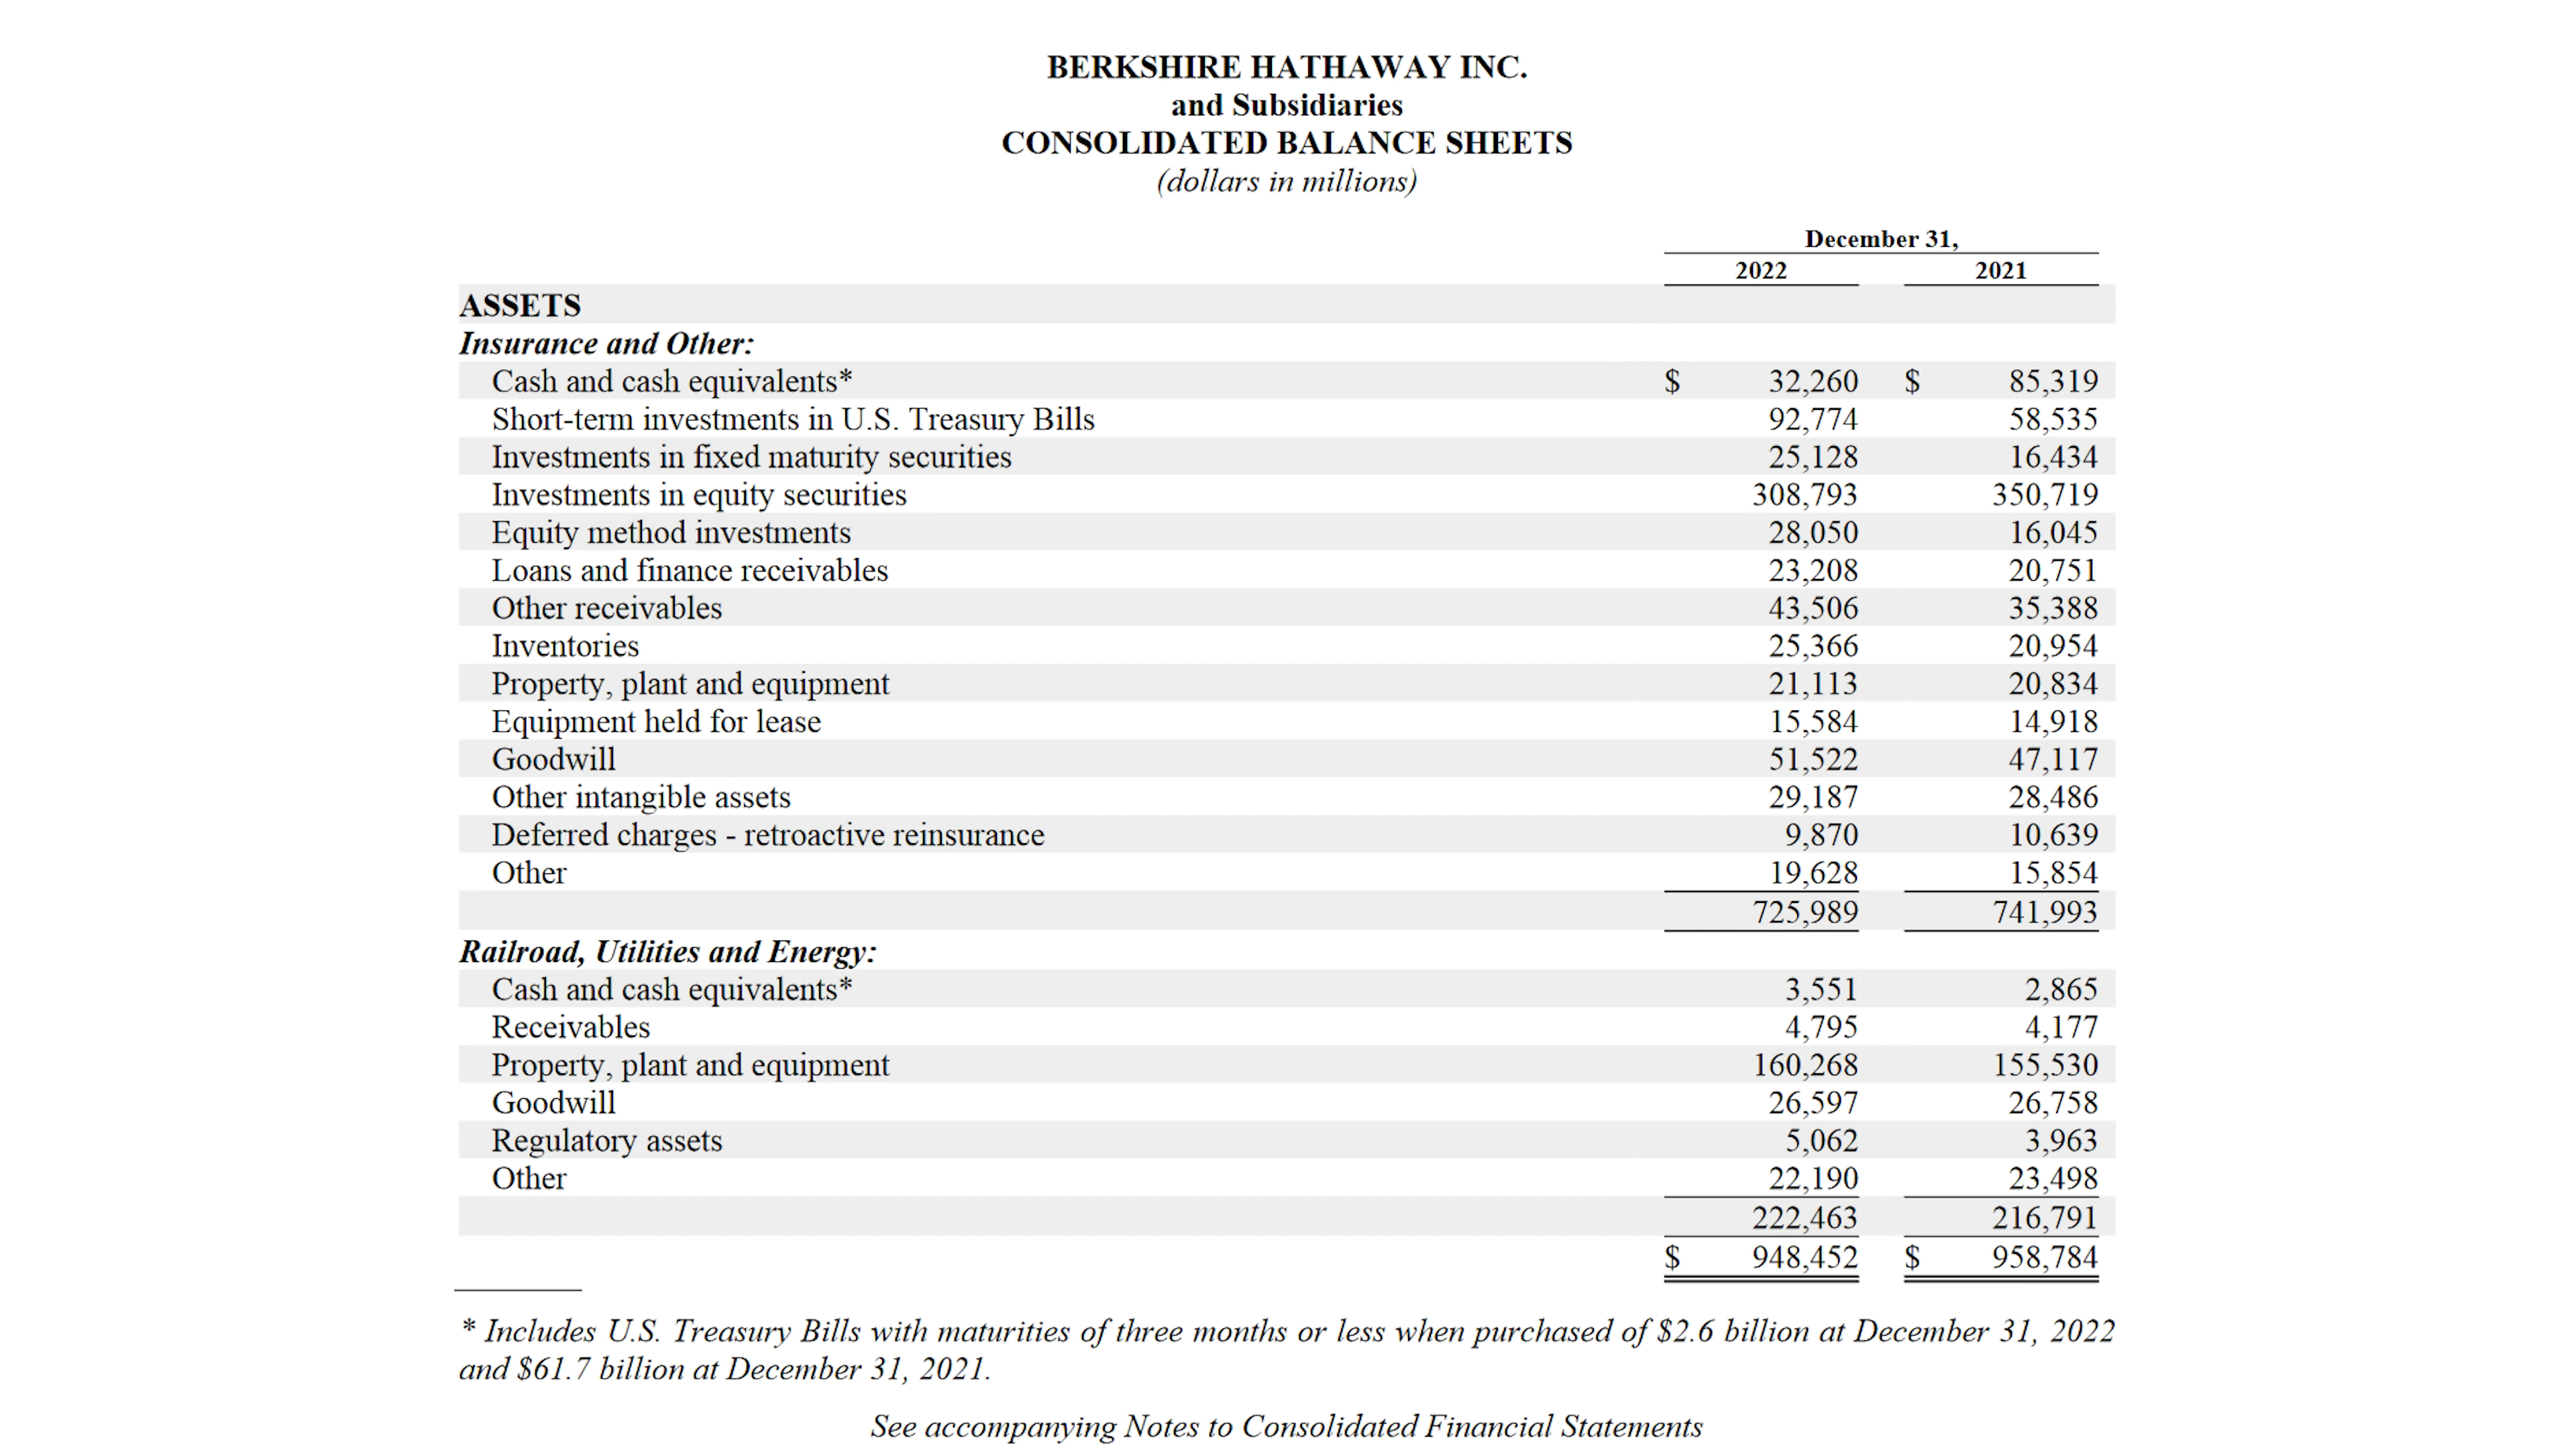 BERKSHIRE HATHAWAY INC.
and Subsidiaries
CONSOLIDATED BALANCE SHEETS
(dollars in millions)
December 31,
2022 2021
ASSETS
Insurance and Other:
Cash and cash equivalents* $ 32,260 $ 85,319
Short-term investments in U.S. Treasury Bills 92,774 58,535
Investments in fixed maturity securities 25,128 16,434
Investments in equity securities 308,793 350,719
Equity method investments 28,050 16,045
Loans and finance receivables 23,208 20,751
Other receivables 43,506 35,388
Inventories 25,366 20,954
Property, plant and equipment 21,113 20,834
Equipment held for lease 15,584 14,918
Goodwill 51,522 47,117
Other intangible assets 29,187 28,486
Deferred charges - retroactive reinsurance 9,870 10,639
Other 19,628 15,854
725,989 741,993
Railroad, Utilities and Energy:
Cash and cash equivalents* 3,551 2,865
Receivables 4,795 4,177
Property, plant and equipment 160,268 155,530
Goodwill 26,597 26,758
Regulatory assets 5,062 3,963
Other 22,190 23,498
222,463 216,791
$ 948,452 $ 958,784
* Includes U.S. Treasury Bills with maturities of three months or less when purchased of $2.6 billion at December 31, 2022
and $61.7 billion at December 31, 2021.
See accompanying Notes to Consolidated Financial Statements